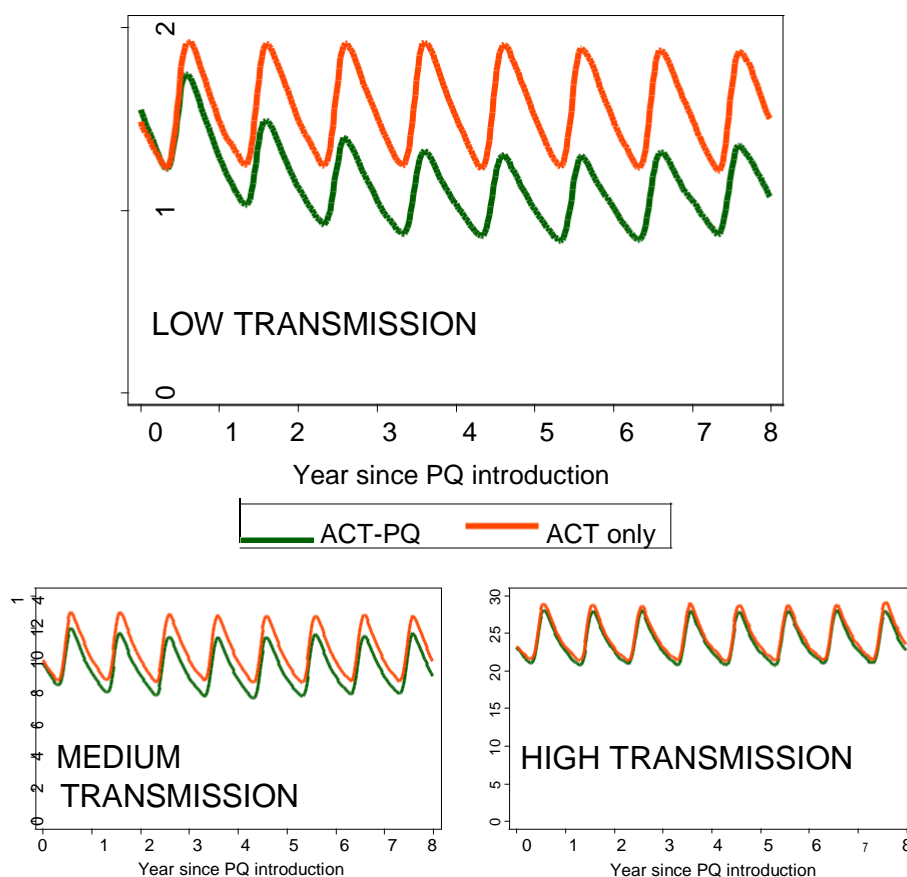 2
1
0
LOW TRANSMISSION
0 1 2 3 4 5 6 7 8
Year since PQ introduction
ACT-PQ ACT only
1 4
12
10
8
6
4
2
0
MEDIUM
TRANSMISSION
0 1 2 3 4 5 6 7 8
Year since PQ introduction
30
25
20
15
10
5
0
HIGH TRANSMISSION
0 1 2 3 4 5 6 7 8
Year since PQ introduction